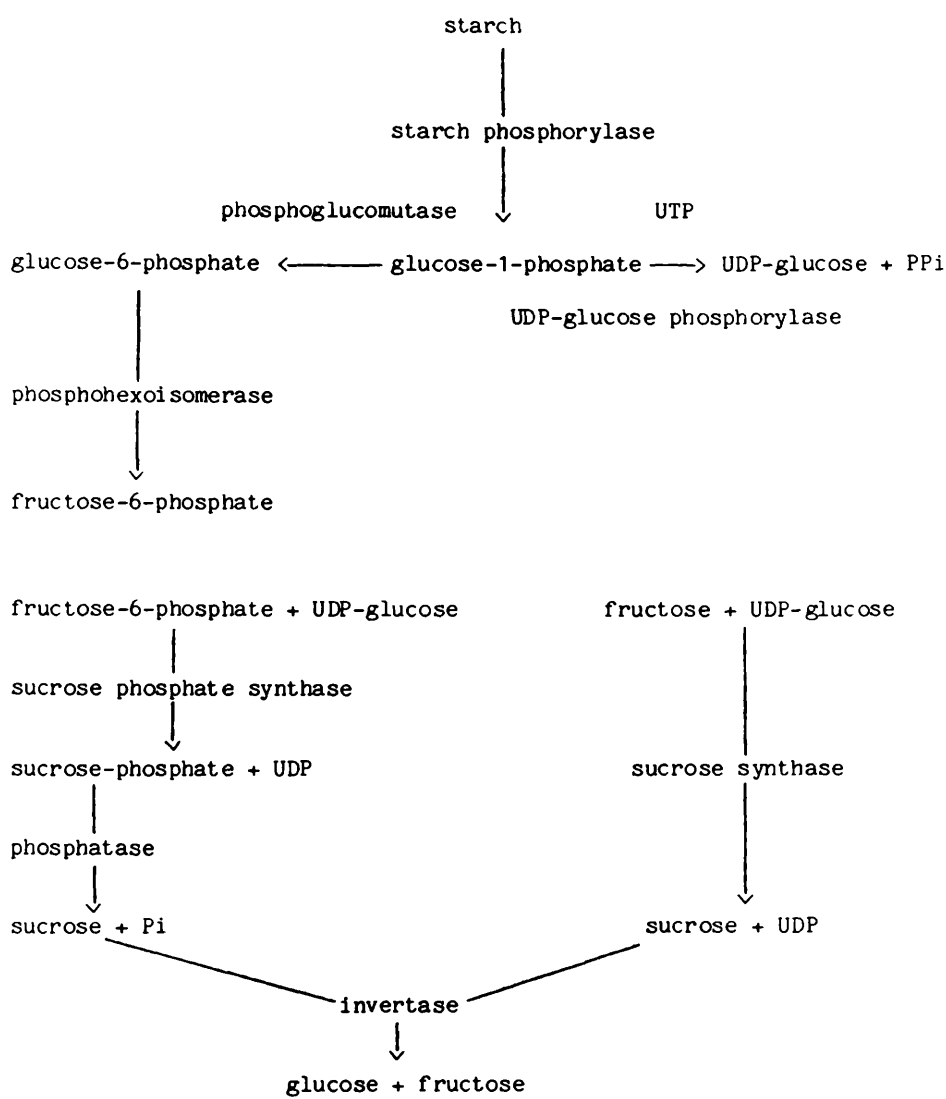 starch
starch phosphorylase
phosphoglucomutase UTP
glucose-6-phosphate <—— glucose-1-phosphate ——> UDP-glucose + PPi
UDP-glucose phosphorylase
phosphohexoisomerase
fructose-6-phosphate
fructose-6-phosphate + UDP-glucose fructose + UDP-glucose
sucrose phosphate synthase
sucrose-phosphate + UDP sucrose synthase
phosphatase
sucrose + Pi sucrose + UDP
invertase
glucose + fructose